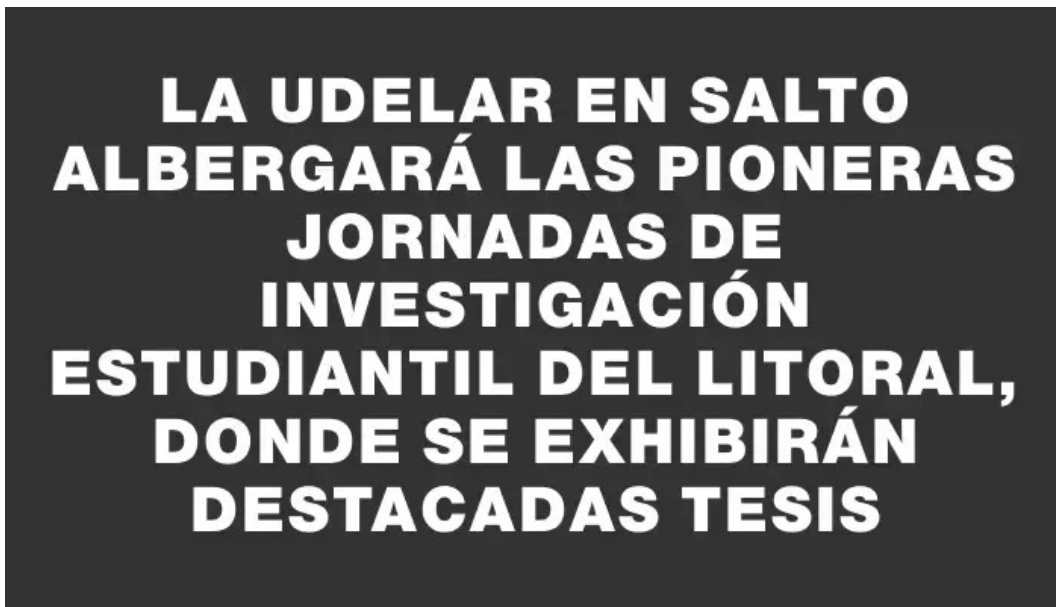 LA UDELAR EN SALTO
ALBERGARÁ LAS PIONERAS
JORNADAS DE
INVESTIGACIÓN
ESTUDIANTIL DEL LITORAL,
DONDE SE EXHIBIRÁN
DESTACADAS TESIS